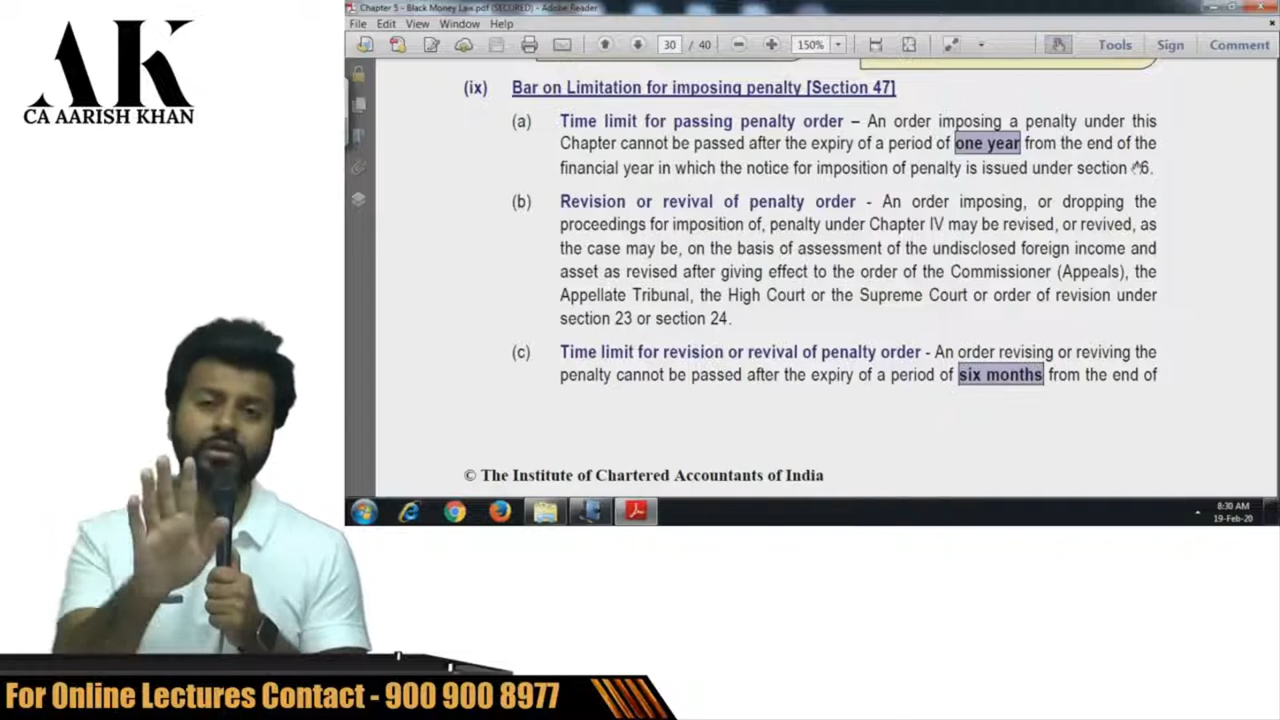 AK
CA AARISH KHAN
Chapter 5 - Black Money Law.pdf (SECURED) - Adobe Reader
File Edit View Window Help
30 / 40 150% Tools Sign Comment
(ix) Bar on Limitation for imposing penalty [Section 47]
(a) Time limit for passing penalty order – An order imposing a penalty under this
Chapter cannot be passed after the expiry of a period of one year from the end of the
financial year in which the notice for imposition of penalty is issued under section 46.
(b) Revision or revival of penalty order - An order imposing, or dropping the
proceedings for imposition of, penalty under Chapter IV may be revised, or revived, as
the case may be, on the basis of assessment of the undisclosed foreign income and
asset as revised after giving effect to the order of the Commissioner (Appeals), the
Appellate Tribunal, the High Court or the Supreme Court or order of revision under
section 23 or section 24.
(c) Time limit for revision or revival of penalty order - An order revising or reviving the
penalty cannot be passed after the expiry of a period of six months from the end of
© The Institute of Chartered Accountants of India
8:30 AM
19-Feb-20
For Online Lectures Contact - 900 900 8977